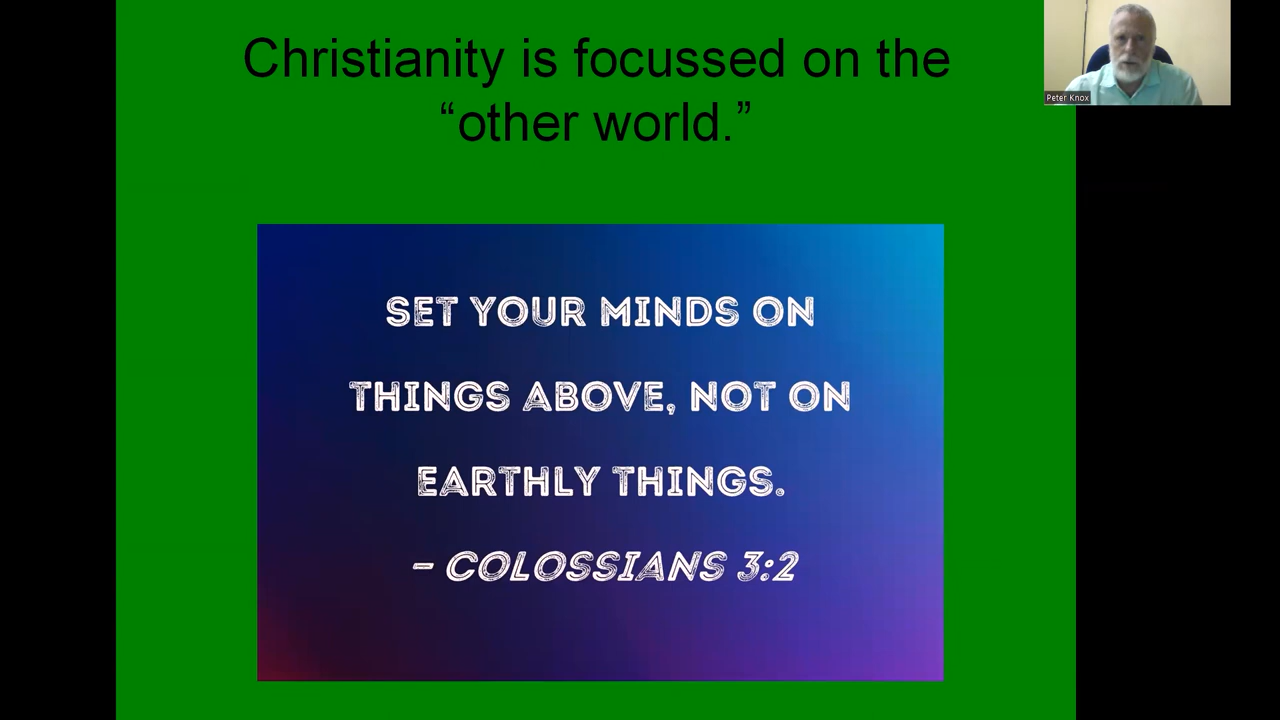 Christianity is focussed on the
“other world.”
Peter Knox
SET YOUR MINDS ON
THINGS ABOVE, NOT ON
EARTHLY THINGS.
– COLOSSIANS 3:2